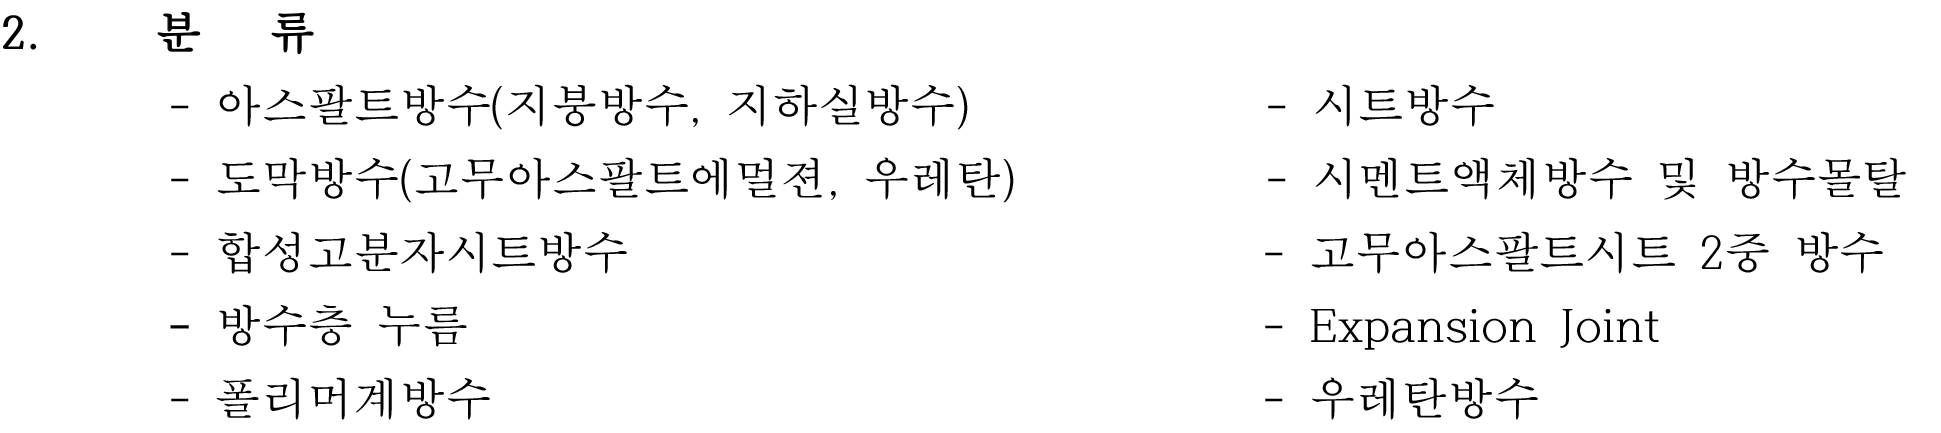 2. 분 류
- 아스팔트방수(지붕방수, 지하실방수) - 시트방수
- 도막방수(고무아스팔트에멀젼, 우레탄) - 시멘트액체방수 및 방수몰탈
- 합성고분자시트방수 - 고무아스팔트시트 2중 방수
- 방수층 누름 - Expansion Joint
- 폴리머계방수 - 우레탄방수